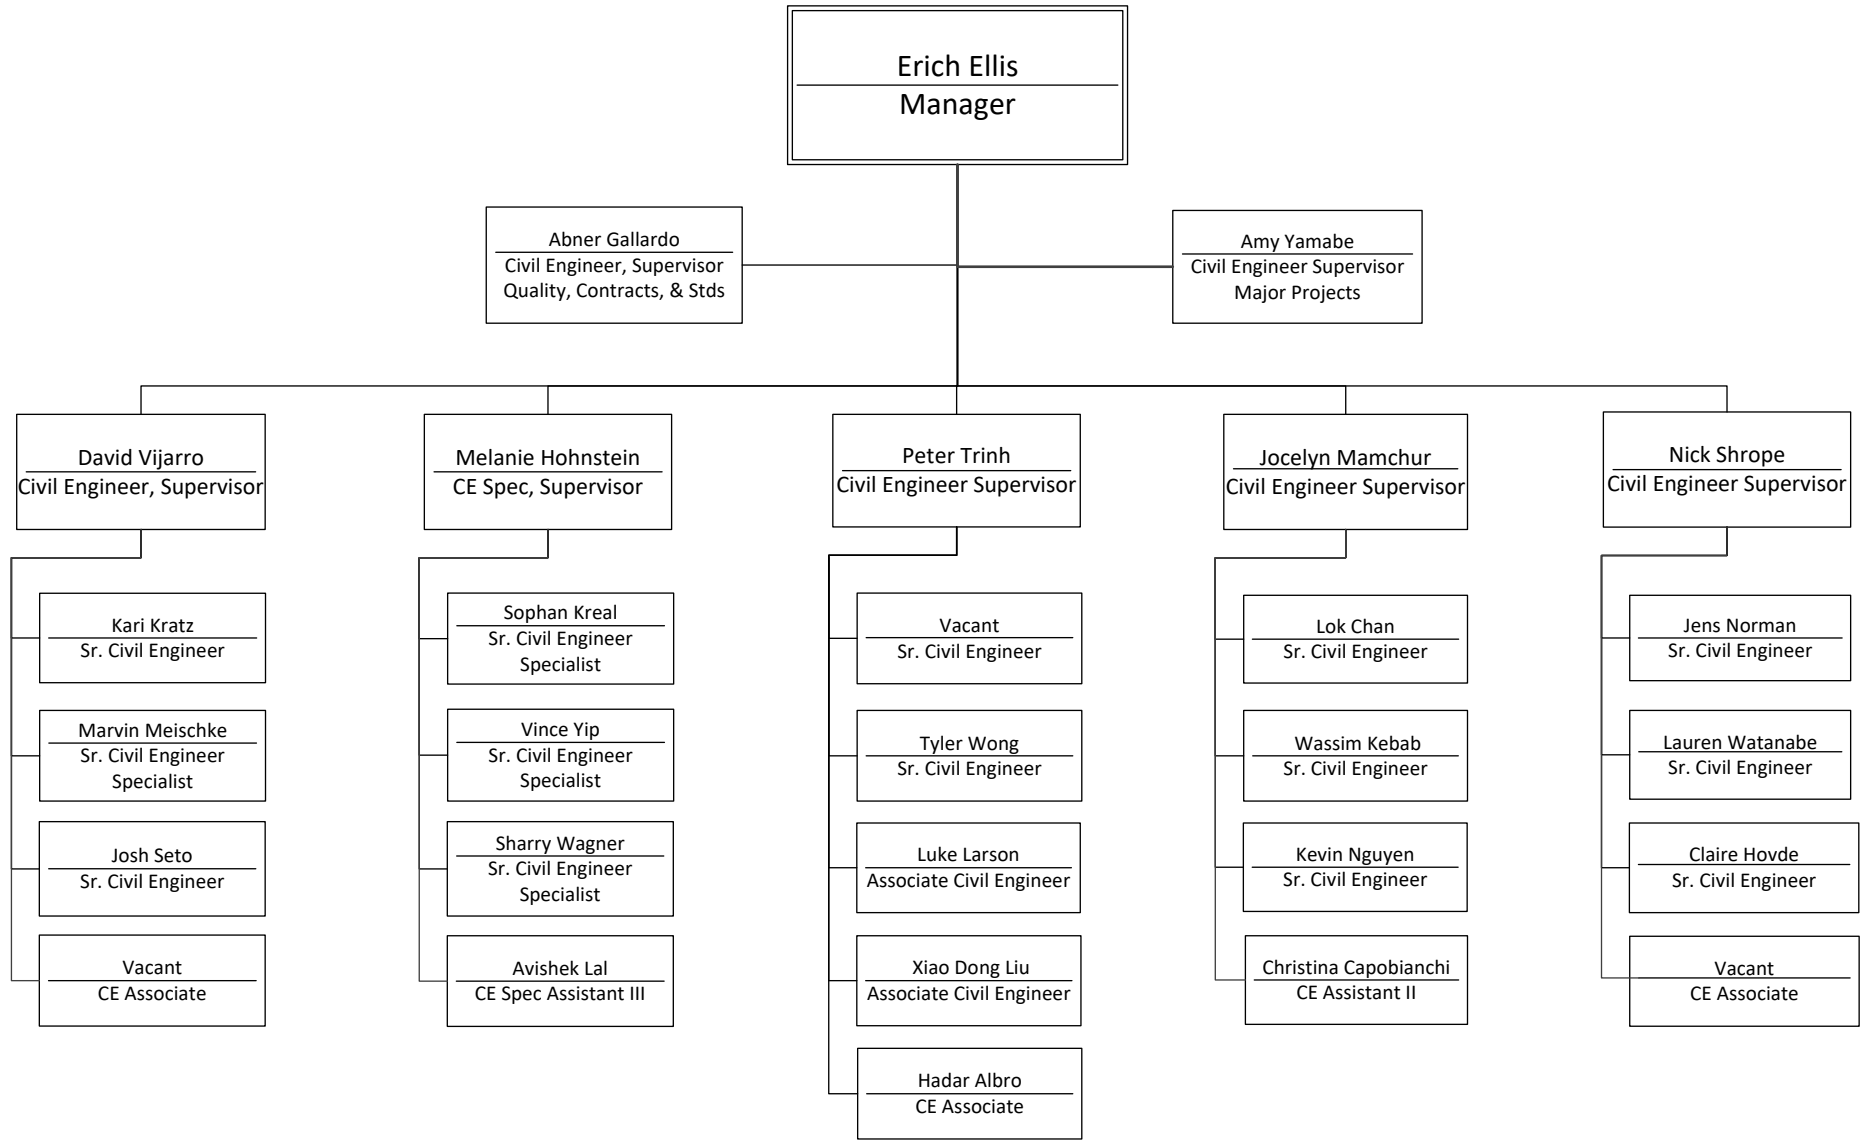 Erich Ellis
Manager
Abner Gallardo
Civil Engineer, Supervisor
Quality, Contracts, & Stds
Amy Yamabe
Civil Engineer Supervisor
Major Projects
David Vijarro
Civil Engineer, Supervisor
Kari Kratz
Sr. Civil Engineer
Marvin Meischke
Sr. Civil Engineer
Specialist
Josh Seto
Sr. Civil Engineer
Vacant
CE Associate
Melanie Hohnstein
CE Spec, Supervisor
Sophan Kreal
Sr. Civil Engineer
Specialist
Vince Yip
Sr. Civil Engineer
Specialist
Sharry Wagner
Sr. Civil Engineer
Specialist
Avishek Lal
CE Spec Assistant III
Peter Trinh
Civil Engineer Supervisor
Vacant
Sr. Civil Engineer
Tyler Wong
Sr. Civil Engineer
Luke Larson
Associate Civil Engineer
Xiao Dong Liu
Associate Civil Engineer
Hadar Albro
CE Associate
Jocelyn Mamchur
Civil Engineer Supervisor
Lok Chan
Sr. Civil Engineer
Wassim Kebab
Sr. Civil Engineer
Kevin Nguyen
Sr. Civil Engineer
Christina Capobianchi
CE Assistant II
Nick Shrope
Civil Engineer Supervisor
Jens Norman
Sr. Civil Engineer
Lauren Watanabe
Sr. Civil Engineer
Claire Hovde
Sr. Civil Engineer
Vacant
CE Associate